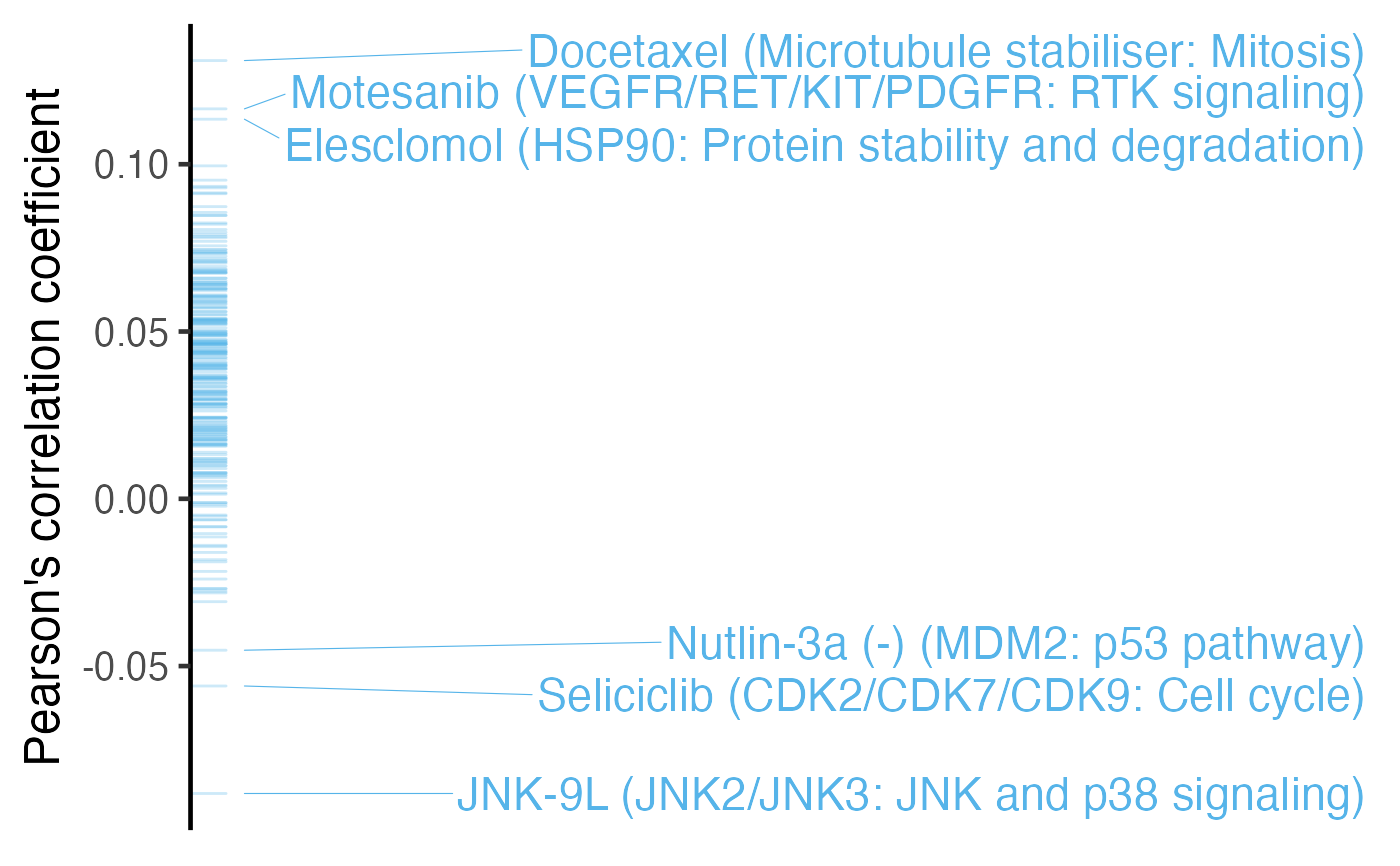 Pearson's correlation coefficient
0.10
0.05
0.00
-0.05
Docetaxel (Microtubule stabiliser: Mitosis)
Motesanib (VEGFR/RET/KIT/PDGFR: RTK signaling)
Elesclomol (HSP90: Protein stability and degradation)
Nutlin-3a (-) (MDM2: p53 pathway)
Seliciclib (CDK2/CDK7/CDK9: Cell cycle)
JNK-9L (JNK2/JNK3: JNK and p38 signaling)